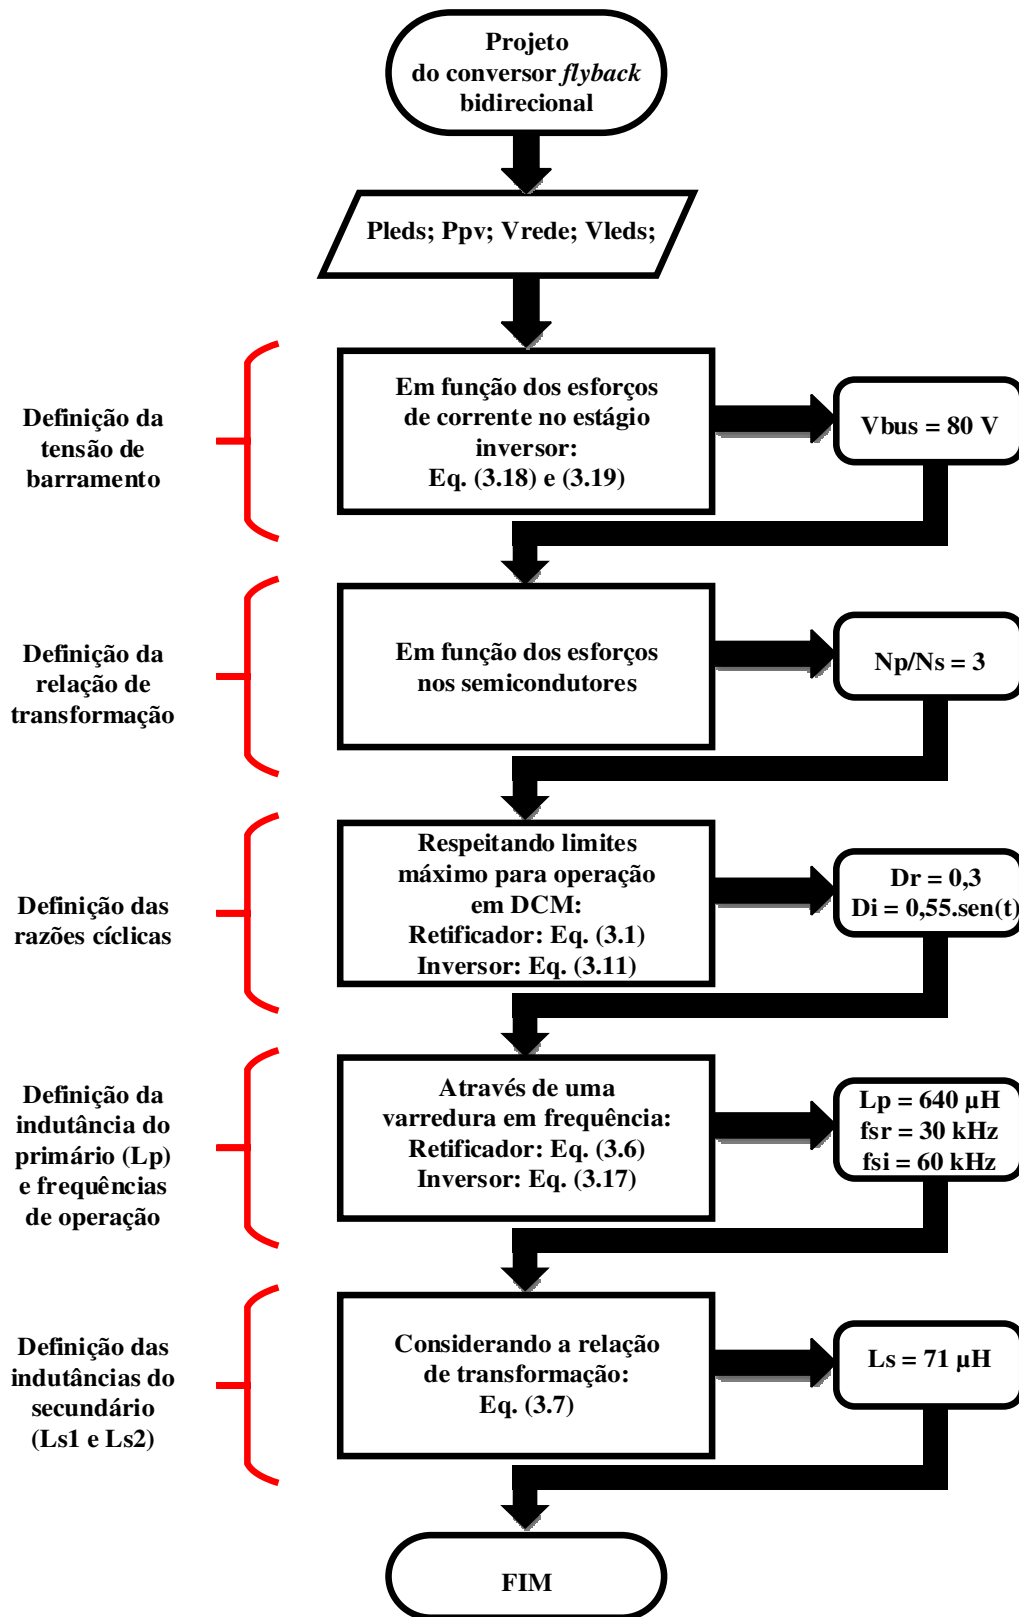 Projeto
do conversor flyback
bidirecional
Pleds; Ppv; Vrede; Vleds;
Definição da
tensão de
barramento
Em função dos esforços
de corrente no estágio
inversor:
Eq. (3.18) e (3.19)
Vbus = 80 V
Definição da
relação de
transformação
Em função dos esforços
nos semicondutores
Np/Ns = 3
Definição das
razões cíclicas
Respeitando limites
máximo para operação
em DCM:
Retificador: Eq. (3.1)
Inversor: Eq. (3.11)
Dr = 0,3
Di = 0,55.sen(t)
Definição da
indutância do
primário (Lp)
e frequências
de operação
Através de uma
varredura em frequência:
Retificador: Eq. (3.6)
Inversor: Eq. (3.17)
Lp = 640 µH
fsr = 30 kHz
fsi = 60 kHz
Definição das
indutâncias do
secundário
(Ls1 e Ls2)
Considerando a relação
de transformação:
Eq. (3.7)
Ls = 71 µH
FIM